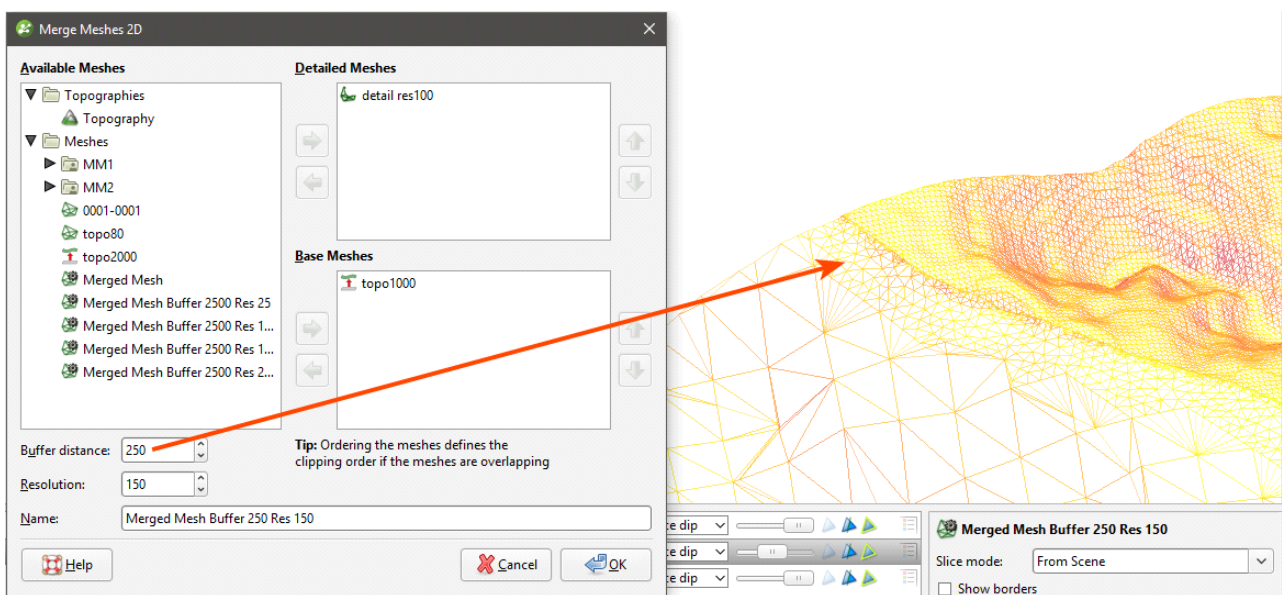 Merge Meshes 2D
Available Meshes
Topographies
Topography
Meshes
MM1
MM2
0001-0001
topo80
topo2000
Merged Mesh
Merged Mesh Buffer 2500 Res 25
Merged Mesh Buffer 2500 Res 1...
Merged Mesh Buffer 2500 Res 1...
Merged Mesh Buffer 2500 Res 2...
Detailed Meshes
detail res100
Base Meshes
topo1000
Buffer distance: 250
Tip: Ordering the meshes defines the
clipping order if the meshes are overlapping
Resolution: 150
Name: Merged Mesh Buffer 250 Res 150
Help
Cancel
OK
dip
dip
dip
Merged Mesh Buffer 250 Res 150
Slice mode: From Scene
Show borders